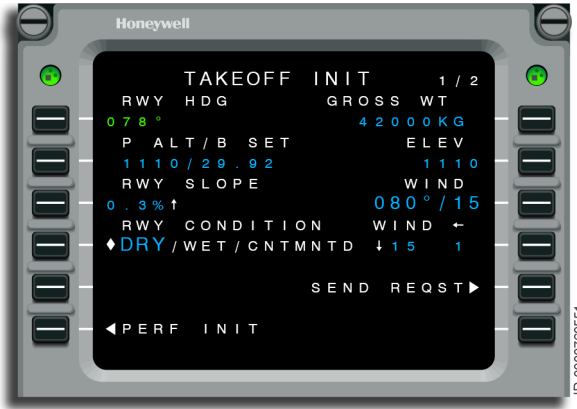 Honeywell
TAKEOFF INIT 1/2
RWY HDG GROSS WT
078° 42000KG
P ALT/B SET ELEV
1110/29.92 1110
RWY SLOPE WIND
0.3%↑ 080°/15
RWY CONDITION WIND ←
◆DRY/WET/CNTMNTD ↓15 1
SEND REQST▶
◀PERF INIT